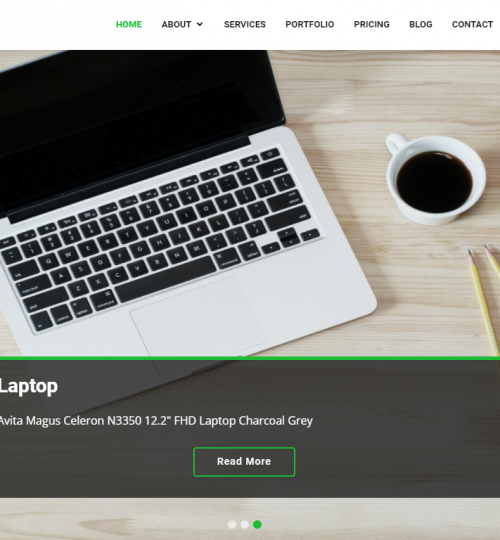 HOME ABOUT SERVICES PORTFOLIO PRICING BLOG CONTACT
Laptop
Avita Magus Celeron N3350 12.2" FHD Laptop Charcoal Grey
Read More